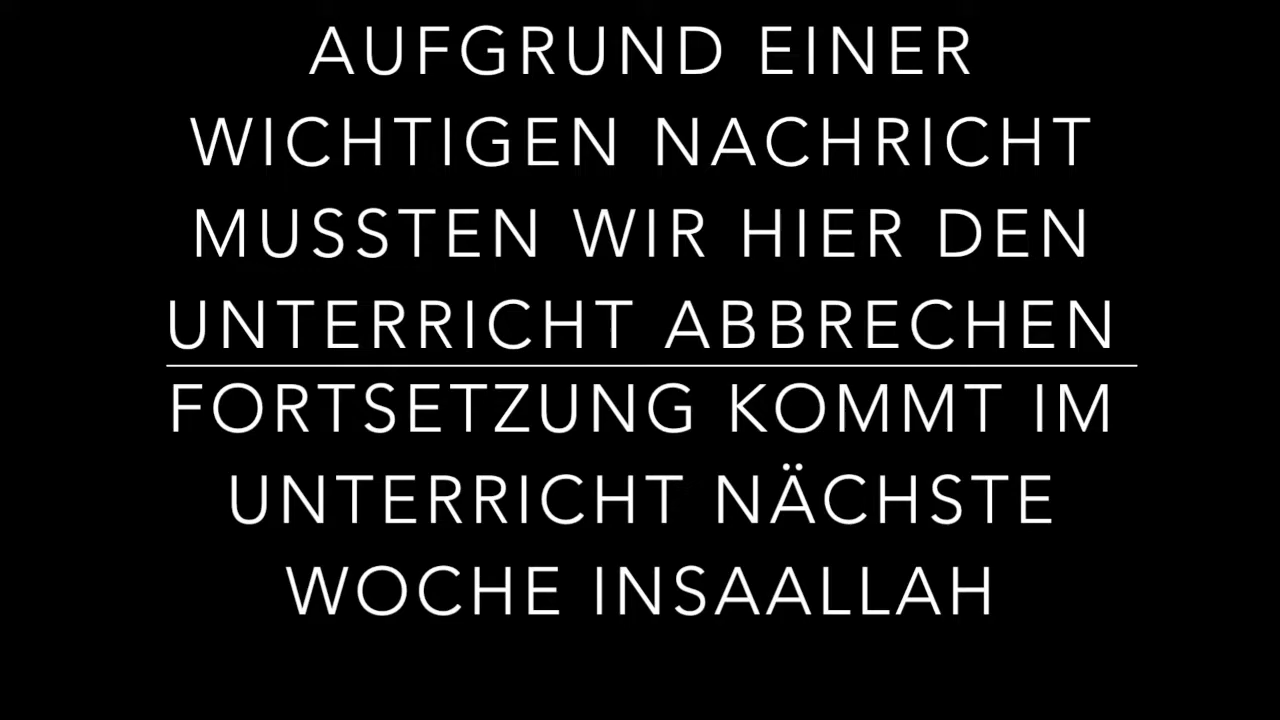 AUFGRUND EINER
WICHTIGEN NACHRICHT
MUSSTEN WIR HIER DEN
UNTERRICHT ABBRECHEN
FORTSETZUNG KOMMT IM
UNTERRICHT NÄCHSTE
WOCHE INSAALLAH